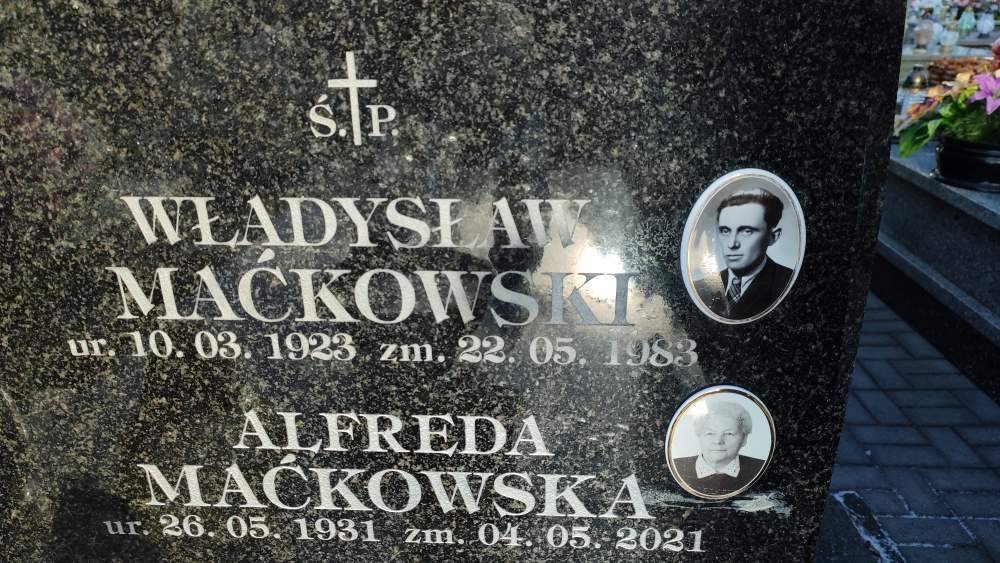 Ś.P.
WŁADYSŁAW
MAĆKOWSKI
ur. 10. 03. 1923 zm. 22. 05. 1983
ALFREDA
MAĆKOWSKA
ur. 26. 05. 1931 zm. 04. 05. 2021